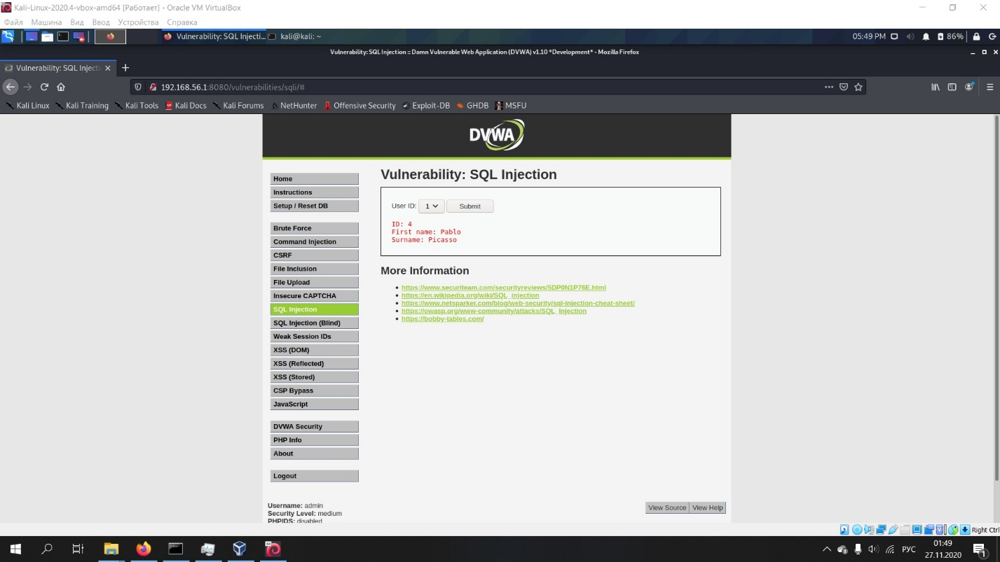 Kali-Linux-2020.4-vbox-amd64 [Работает] - Oracle VM VirtualBox
Файл Машина Вид Ввод Устройства Справка
Vulnerability: SQL Injecti... kali@kali: ~ 05:49 PM 86%
Vulnerability: SQL Injection :: Damn Vulnerable Web Application (DVWA) v1.10 *Development* - Mozilla Firefox
Vulnerability: SQL Injecti
192.168.56.1:8080/vulnerabilities/sqli/#
Kali Linux Kali Training Kali Tools Kali Docs Kali Forums NetHunter Offensive Security Exploit-DB GHDB MSFU
DVWA
Home
Instructions
Setup / Reset DB
Brute Force
Command Injection
CSRF
File Inclusion
File Upload
Insecure CAPTCHA
SQL Injection
SQL Injection (Blind)
Weak Session IDs
XSS (DOM)
XSS (Reflected)
XSS (Stored)
CSP Bypass
JavaScript
DVWA Security
PHP Info
About
Logout
Vulnerability: SQL Injection
User ID: 1 Submit
ID: 4
First name: Pablo
Surname: Picasso
More Information
https://www.securiteam.com/securityreviews/5DP0N1P76E.html
https://en.wikipedia.org/wiki/SQL_injection
https://www.netsparker.com/blog/web-security/sql-injection-cheat-sheet/
https://owasp.org/www-community/attacks/SQL_Injection
https://bobby-tables.com/
Username: admin
Security Level: medium
PHPIDS: disabled
View Source View Help
Right Ctrl
РУС
01:49
27.11.2020
1